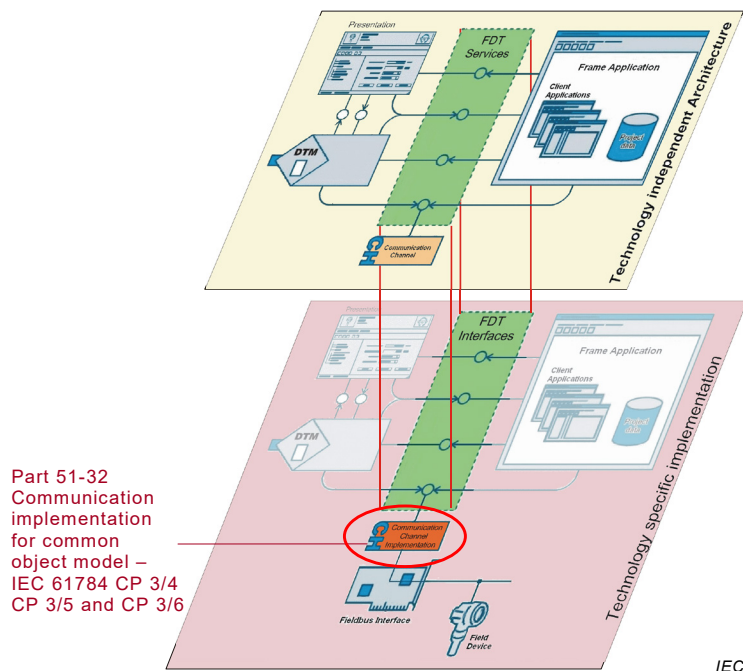 Presentation
FDT
Services
Frame Application
Client
Applications
Project
data
DTM
CH
Communication
Channel
Technology independent Architecture
FDT
Interfaces
Frame Application
Client
Applications
Project
data
DTM
Part 51-32
Communication
implementation
for common
object model –
IEC 61784 CP 3/4
CP 3/5 and CP 3/6
CH
Communication
Channel
Implementation
Fieldbus Interface
Field
Device
Technology specific implementation
IEC